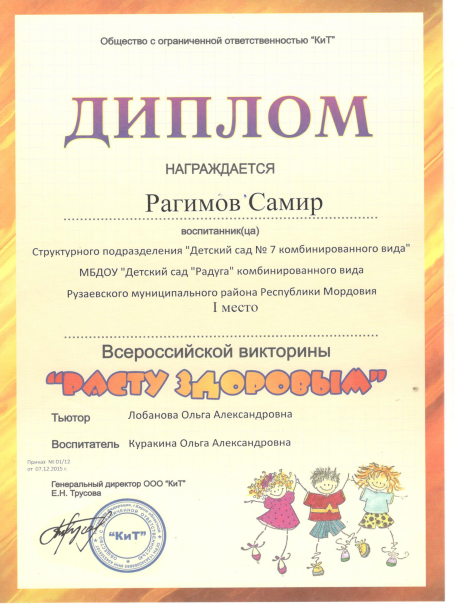 Общество с ограниченной ответственностью "КиТ"
ДИПЛОМ
НАГРАЖДАЕТСЯ
Рагимов Самир
воспитанник(ца)
Структурного подразделения "Детский сад № 7 комбинированного вида"
МБДОУ "Детский сад "Радуга" комбинированного вида
Рузаевского муниципального района Республики Мордовия
I место
Всероссийской викторины
"РАСТУ ЗДОРОВЫМ"
Тьютор Лобанова Ольга Александровна
Воспитатель Куракина Ольга Александровна
Приказ № 01/12
от 07.12.2015 г.
Генеральный директор ООО "КиТ"
Е.Н. Трусова
"КиТ"